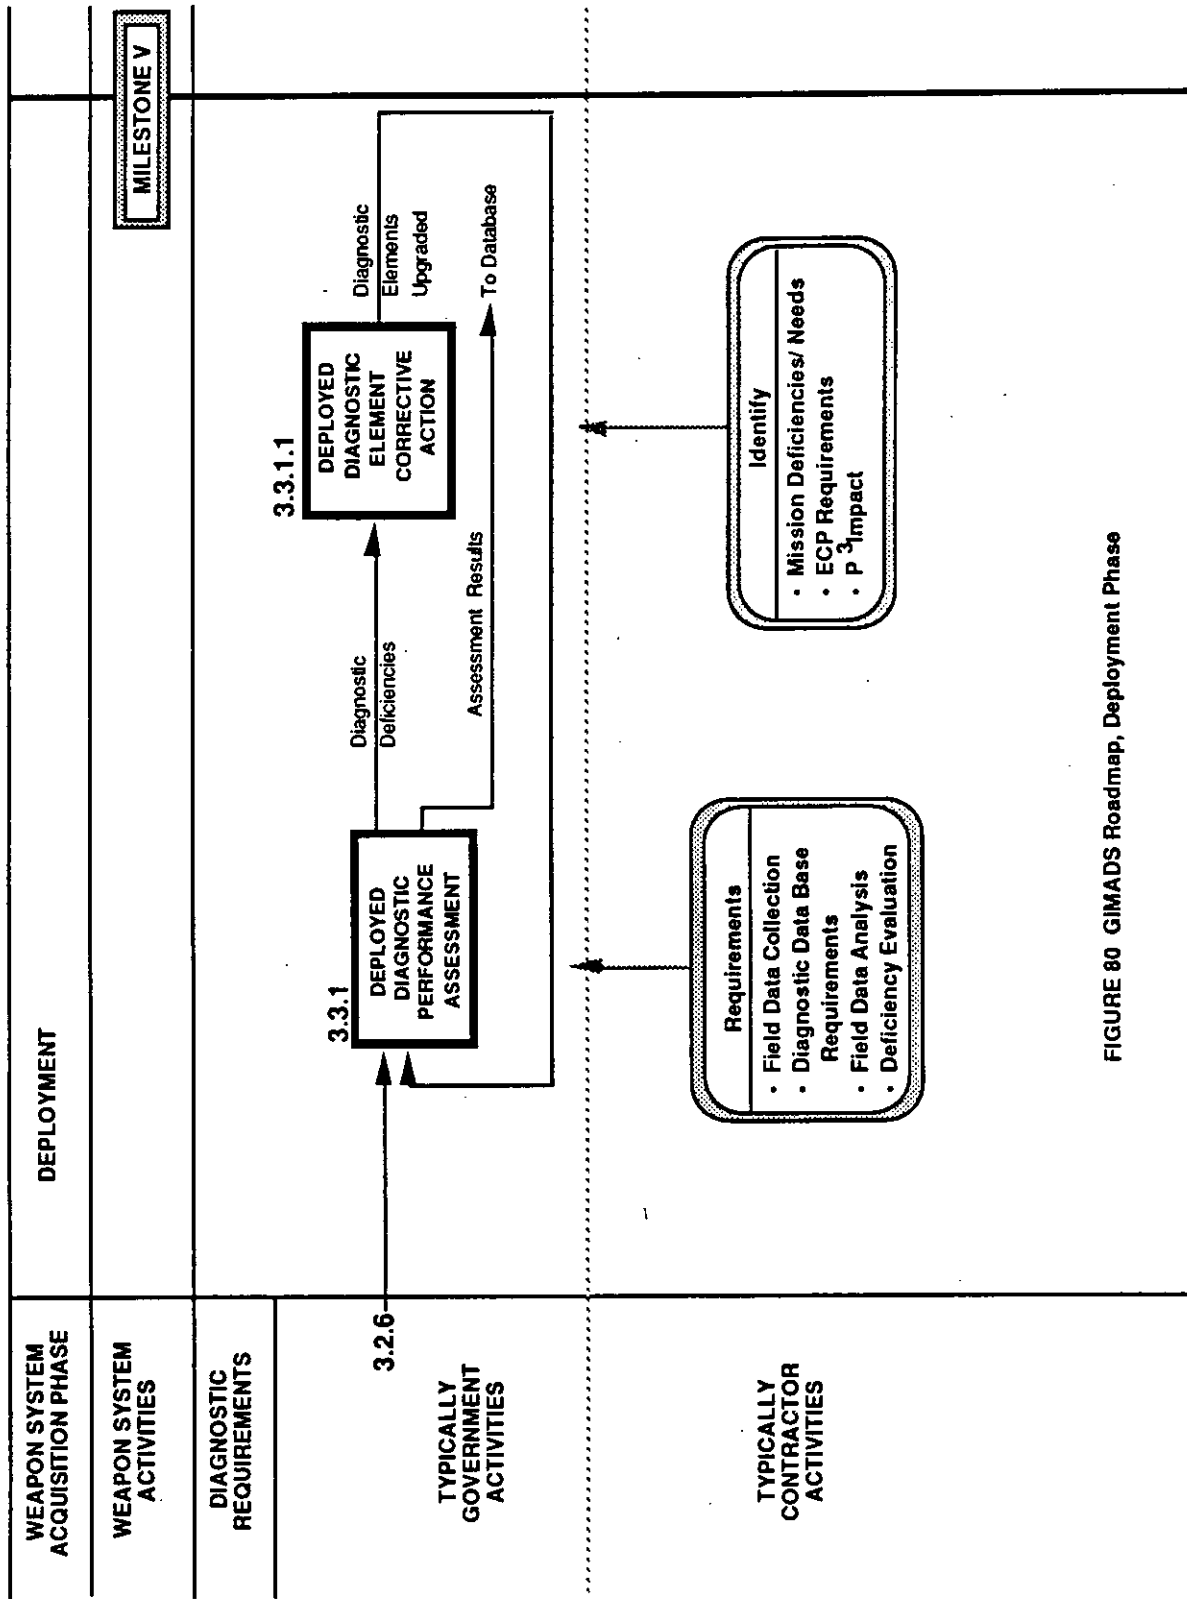 WEAPON SYSTEM
ACQUISITION PHASE
DEPLOYMENT
WEAPON SYSTEM
ACTIVITIES
MILESTONE V
DIAGNOSTIC
REQUIREMENTS
TYPICALLY
GOVERNMENT
ACTIVITIES
3.2.6
3.3.1
DEPLOYED
DIAGNOSTIC
PERFORMANCE
ASSESSMENT
Diagnostic
Deficiencies
3.3.1.1
DEPLOYED
DIAGNOSTIC
ELEMENT
CORRECTIVE
ACTION
Diagnostic
Elements
Upgraded
Assessment Results
To Database
TYPICALLY
CONTRACTOR
ACTIVITIES
Requirements
• Field Data Collection
• Diagnostic Data Base
Requirements
• Field Data Analysis
• Deficiency Evaluation
Identify
• Mission Deficiencies/ Needs
• ECP Requirements
• P 3 Impact
FIGURE 80 GIMADS Roadmap, Deployment Phase